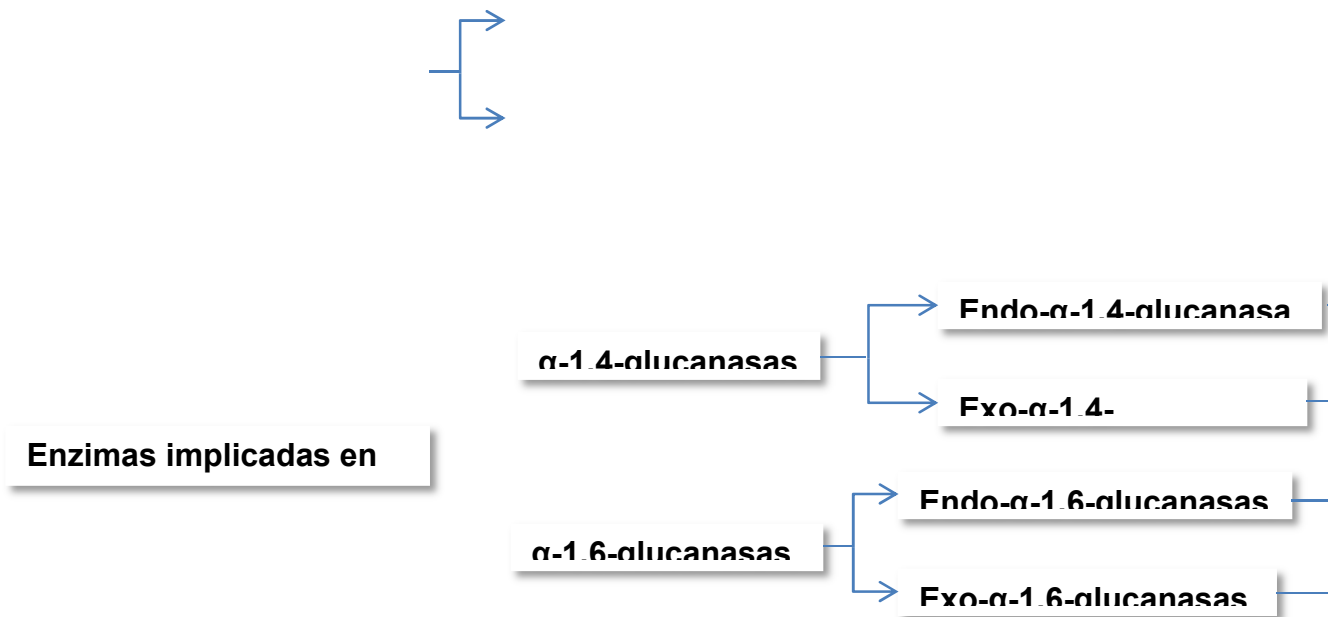 Endo-α-1,4-glucanasa
α-1,4-glucanasas
Exo-α-1,4-
Enzimas implicadas en
Endo-α-1,6-glucanasas
α-1,6-glucanasas
Exo-α-1,6-glucanasas